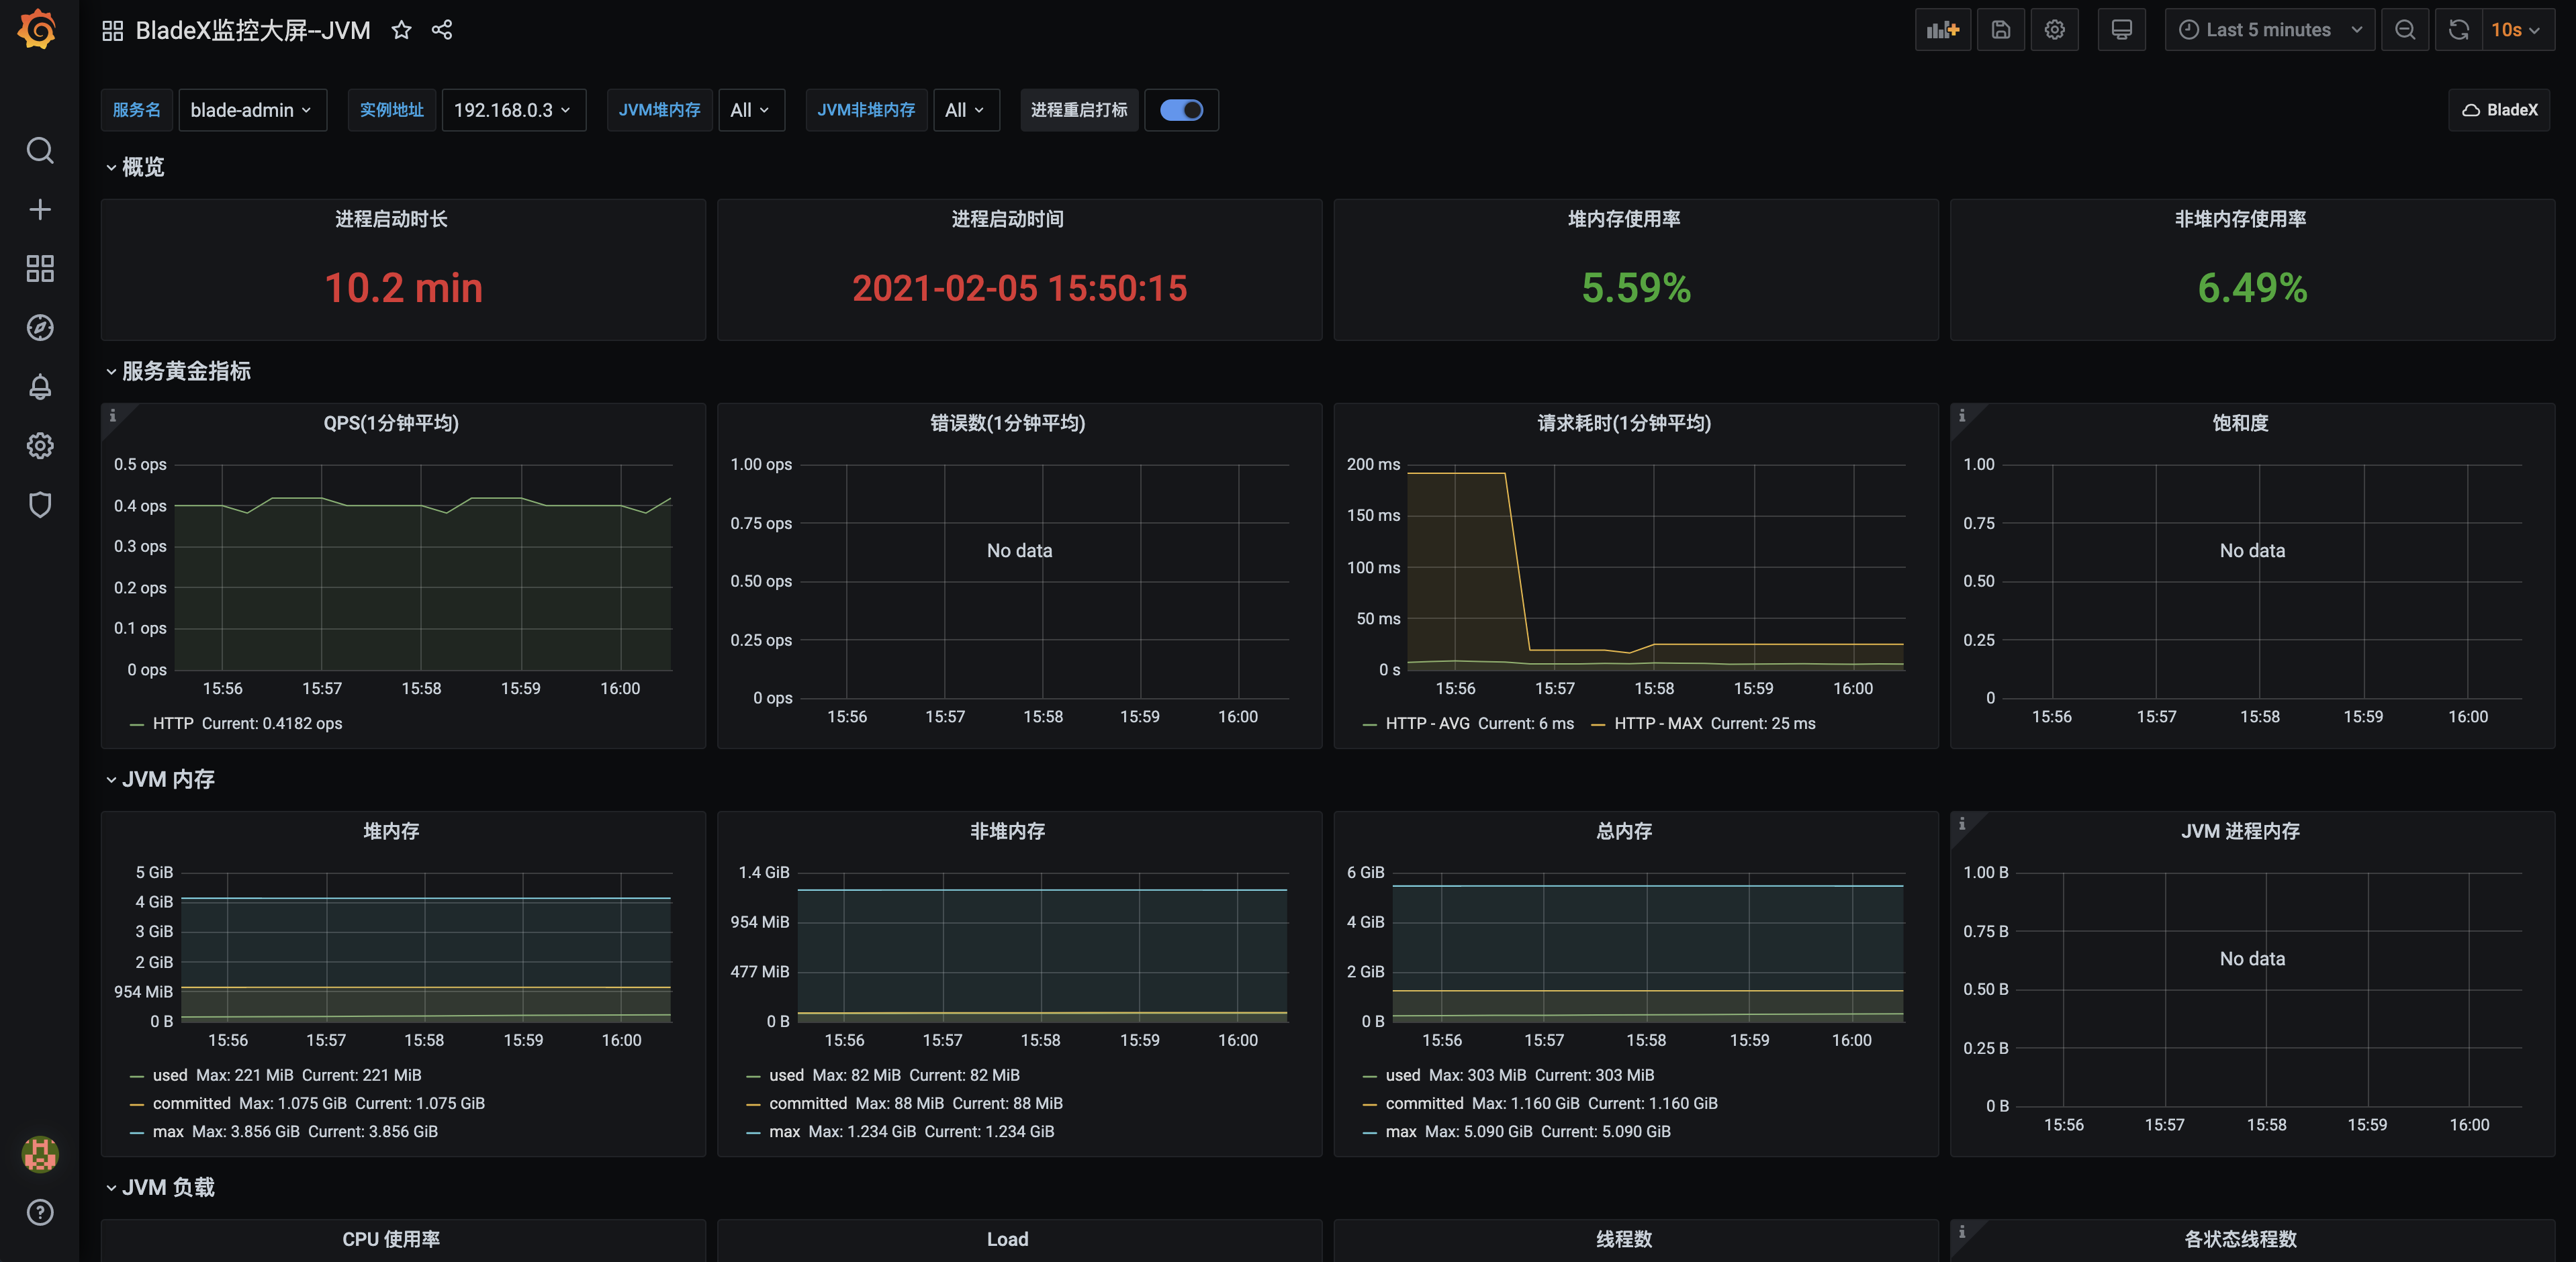 BladeX监控大屏--JVM
Last 5 minutes
10s
服务名 blade-admin 实例地址 192.168.0.3 JVM堆内存 All JVM非堆内存 All 进程重启打标
BladeX
概览
进程启动时长
10.2 min
进程启动时间
2021-02-05 15:50:15
堆内存使用率
5.59%
非堆内存使用率
6.49%
服务黄金指标
QPS(1分钟平均)
0.5 ops
0.4 ops
0.3 ops
0.2 ops
0.1 ops
0 ops
15:56 15:57 15:58 15:59 16:00
HTTP Current: 0.4182 ops
错误数(1分钟平均)
1.00 ops
0.75 ops
No data
0.50 ops
0.25 ops
0 ops
15:56 15:57 15:58 15:59 16:00
请求耗时(1分钟平均)
200 ms
150 ms
100 ms
50 ms
0 s
15:56 15:57 15:58 15:59 16:00
HTTP - AVG Current: 6 ms HTTP - MAX Current: 25 ms
饱和度
1.00
0.75
No data
0.50
0.25
0
15:56 15:57 15:58 15:59 16:00
JVM 内存
堆内存
5 GiB
4 GiB
3 GiB
2 GiB
954 MiB
0 B
15:56 15:57 15:58 15:59 16:00
used Max: 221 MiB Current: 221 MiB
committed Max: 1.075 GiB Current: 1.075 GiB
max Max: 3.856 GiB Current: 3.856 GiB
非堆内存
1.4 GiB
954 MiB
477 MiB
0 B
15:56 15:57 15:58 15:59 16:00
used Max: 82 MiB Current: 82 MiB
committed Max: 88 MiB Current: 88 MiB
max Max: 1.234 GiB Current: 1.234 GiB
总内存
6 GiB
4 GiB
2 GiB
0 B
15:56 15:57 15:58 15:59 16:00
used Max: 303 MiB Current: 303 MiB
committed Max: 1.160 GiB Current: 1.160 GiB
max Max: 5.090 GiB Current: 5.090 GiB
JVM 进程内存
1.00 B
0.75 B
No data
0.50 B
0.25 B
0 B
15:56 15:57 15:58 15:59 16:00
JVM 负载
CPU 使用率
Load
线程数
各状态线程数